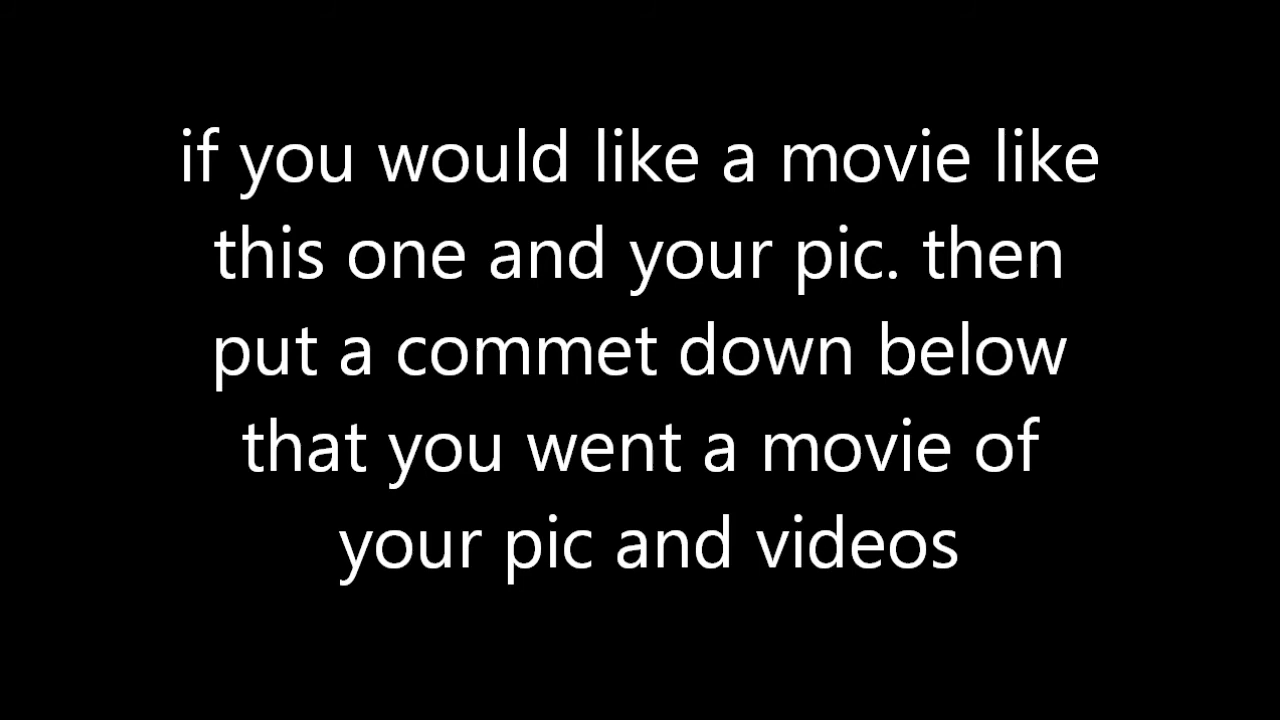 if you would like a movie like
this one and your pic. then
put a commet down below
that you went a movie of
your pic and videos